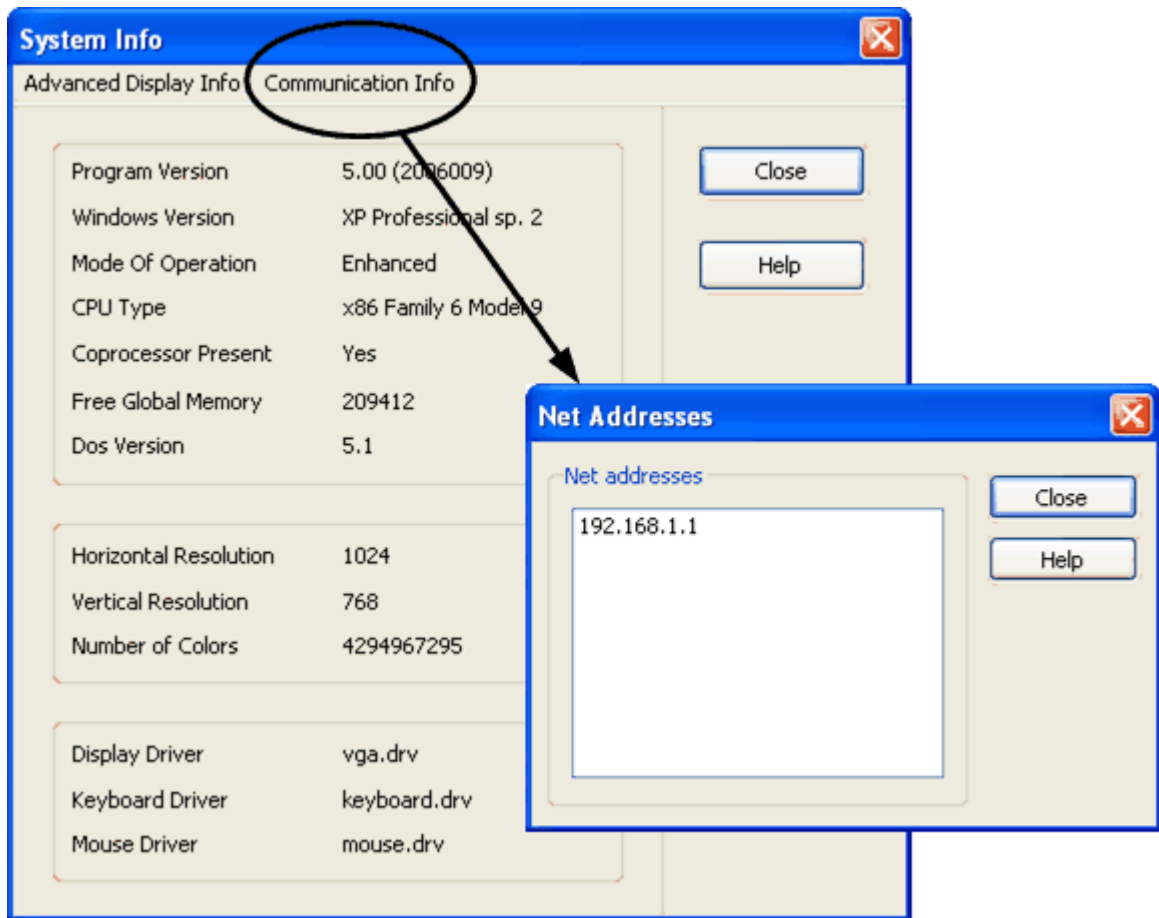 System Info
Advanced Display Info Communication Info
Program Version 5.00 (2006009)
Windows Version XP Professional sp. 2
Mode Of Operation Enhanced
CPU Type x86 Family 6 Model 9
Coprocessor Present Yes
Free Global Memory 209412
Dos Version 5.1
Horizontal Resolution 1024
Vertical Resolution 768
Number of Colors 4294967295
Display Driver vga.drv
Keyboard Driver keyboard.drv
Mouse Driver mouse.drv
Close
Help
Net Addresses
Net addresses
192.168.1.1
Close
Help